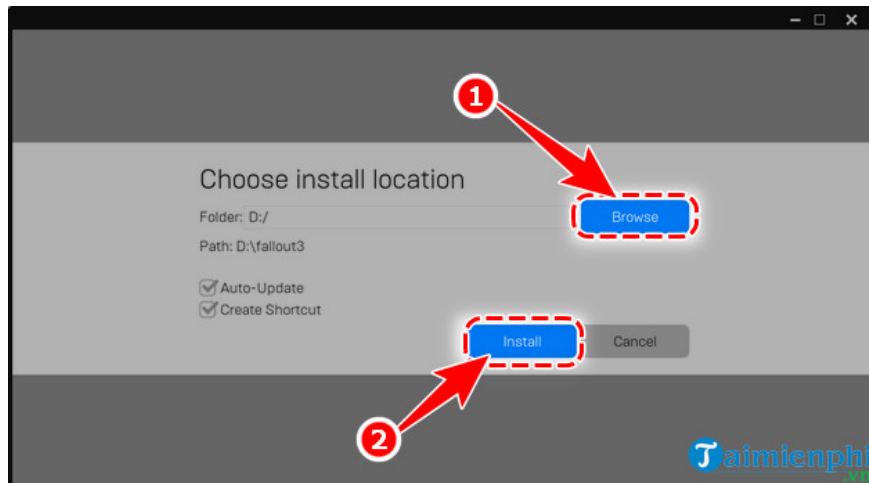 1
Choose install location
Folder: D:/
Browse
Path: D:\fallout3
Auto-Update
Create Shortcut
Install Cancel
2
Taimienphi
.vn